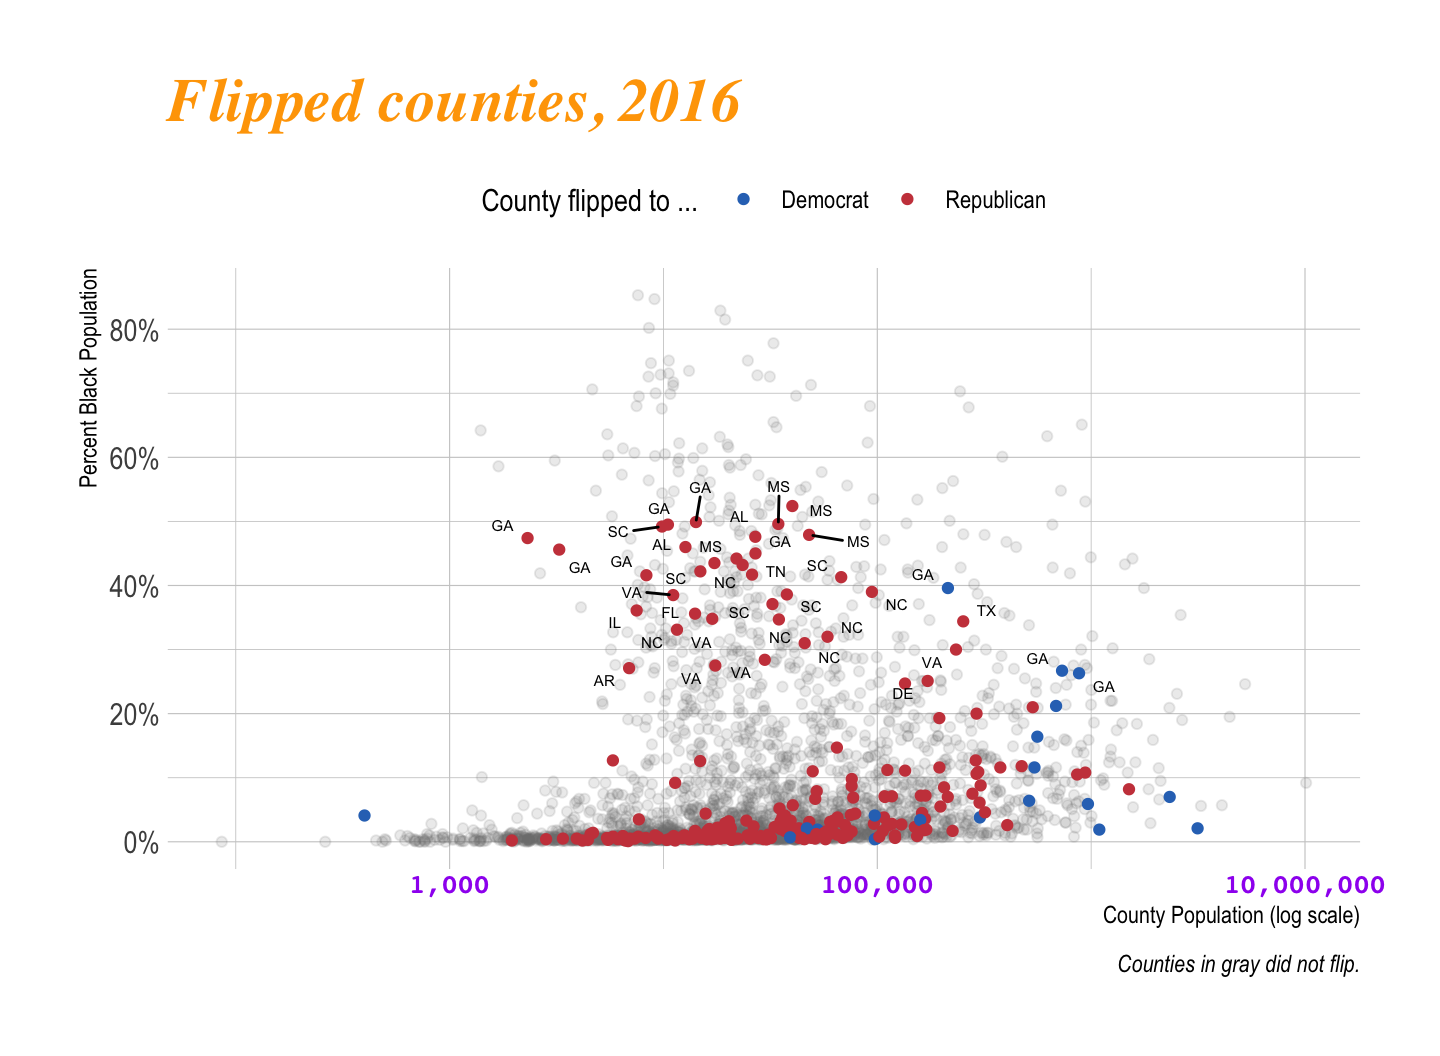 Flipped counties, 2016
County flipped to ... Democrat Republican
Percent Black Population
80%
60%
40%
20%
0%
GA MS
GA MS
GA SC AL
AL MS GA MS
GA GA SC TN GA
VA SC NC NC TX
IL FL SC SC
NC VA NC NC
AR VA VA NC VA GA
DE GA
1,000 100,000 10,000,000
County Population (log scale)
Counties in gray did not flip.